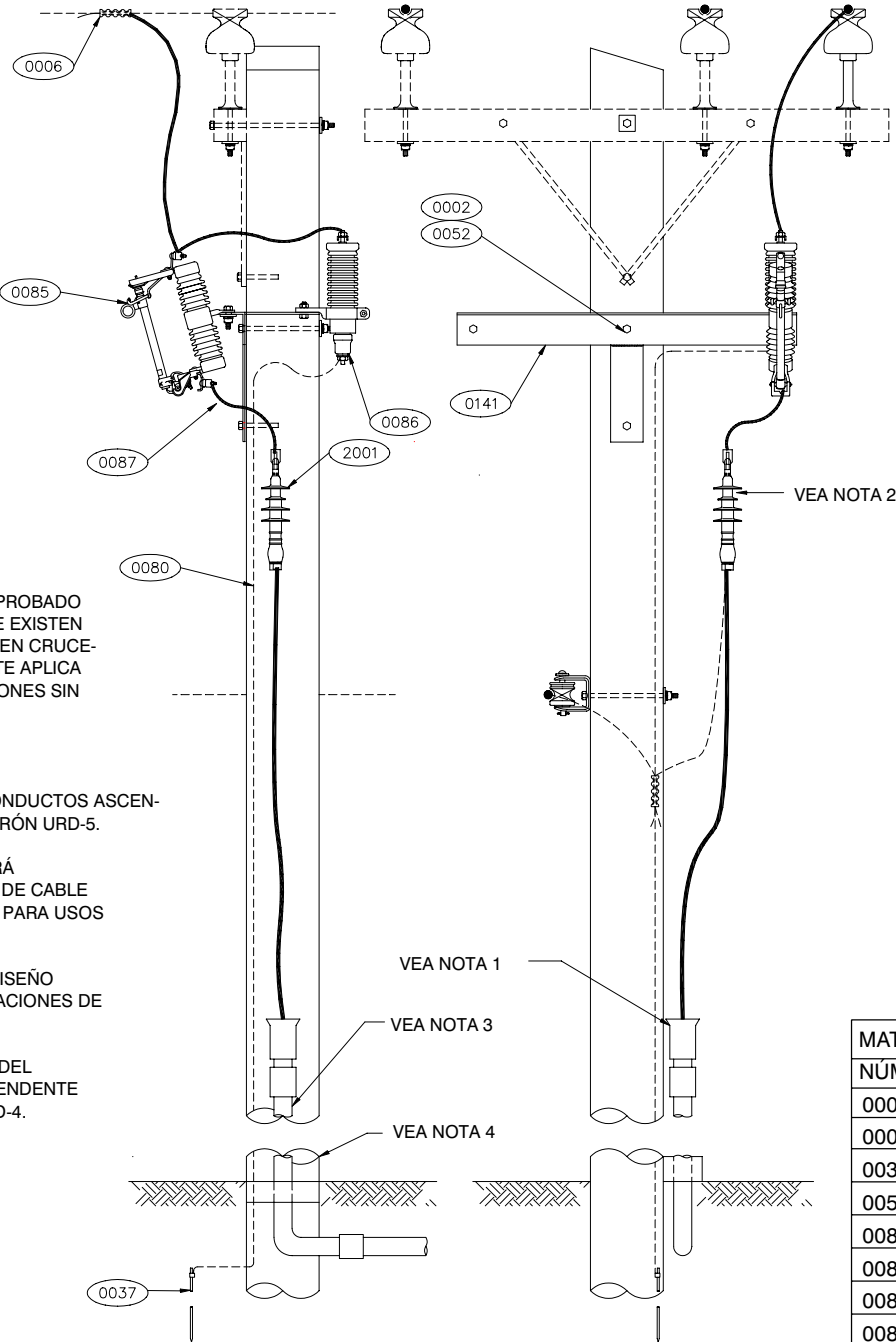 0006
0002
0052
0085
0141
0086
0087
2001
VEA NOTA 2
0080
PROBADO
EXISTEN
EN CRUCE-
APLICA
ONES SIN
ONDUCTOS ASCEN-
RÓN URD-5.
RÁ
DE CABLE
PARA USOS
ISEÑO
ACIONES DE
DEL
ENDENTE
D-4.
VEA NOTA 1
VEA NOTA 3
VEA NOTA 4
0037
MAT
NÚM
000
000
003
005
008
008
008
008